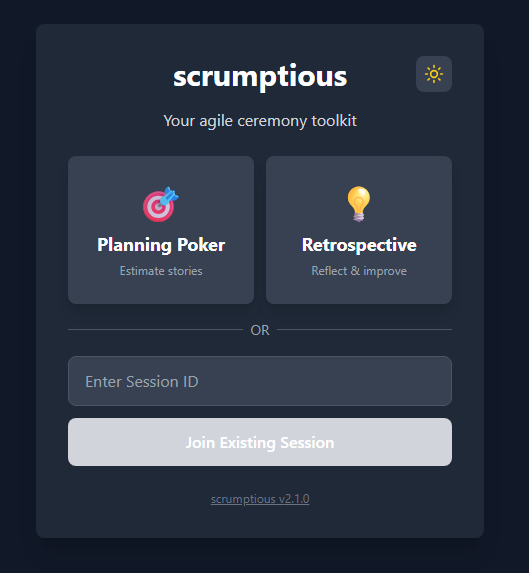 scrumptious
Your agile ceremony toolkit
Planning Poker
Estimate stories
Retrospective
Reflect & improve
OR
Enter Session ID
Join Existing Session
scrumptious v2.1.0